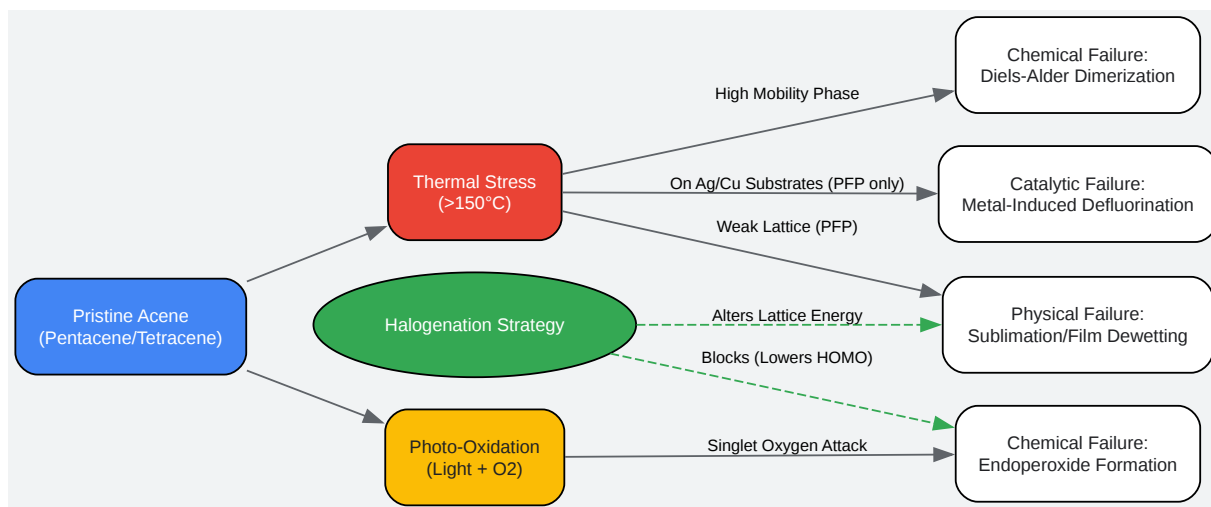 Chemical Failure:
Diels-Alder Dimerization
High Mobility Phase
Thermal Stress
(>150°C)
On Ag/Cu Substrates (PFP only)
Catalytic Failure:
Metal-Induced Defluorination
Weak Lattice (PFP)
Pristine Acene
(Pentacene/Tetracene)
Halogenation Strategy
Alters Lattice Energy
Physical Failure:
Sublimation/Film Dewetting
Blocks (Lowers HOMO)
Photo-Oxidation
(Light + O2)
Singlet Oxygen Attack
Chemical Failure:
Endoperoxide Formation